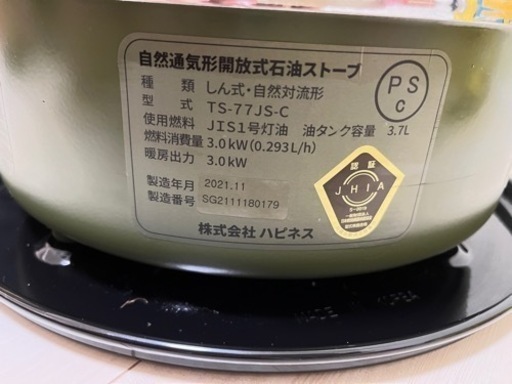 自然通気形開放式石油ストーブ
種 類 しん式・自然対流形
型 式 TS-77JS-C
使用燃料 JIS1号灯油 油タンク容量 3.7L
燃料消費量 3.0kW(0.293L/h)
暖房出力 3.0kW
製造年月 2021.11
製造番号 SG2111180179
株式会社 ハピネス
PS
C
認証
JHIA
MADE KOREA